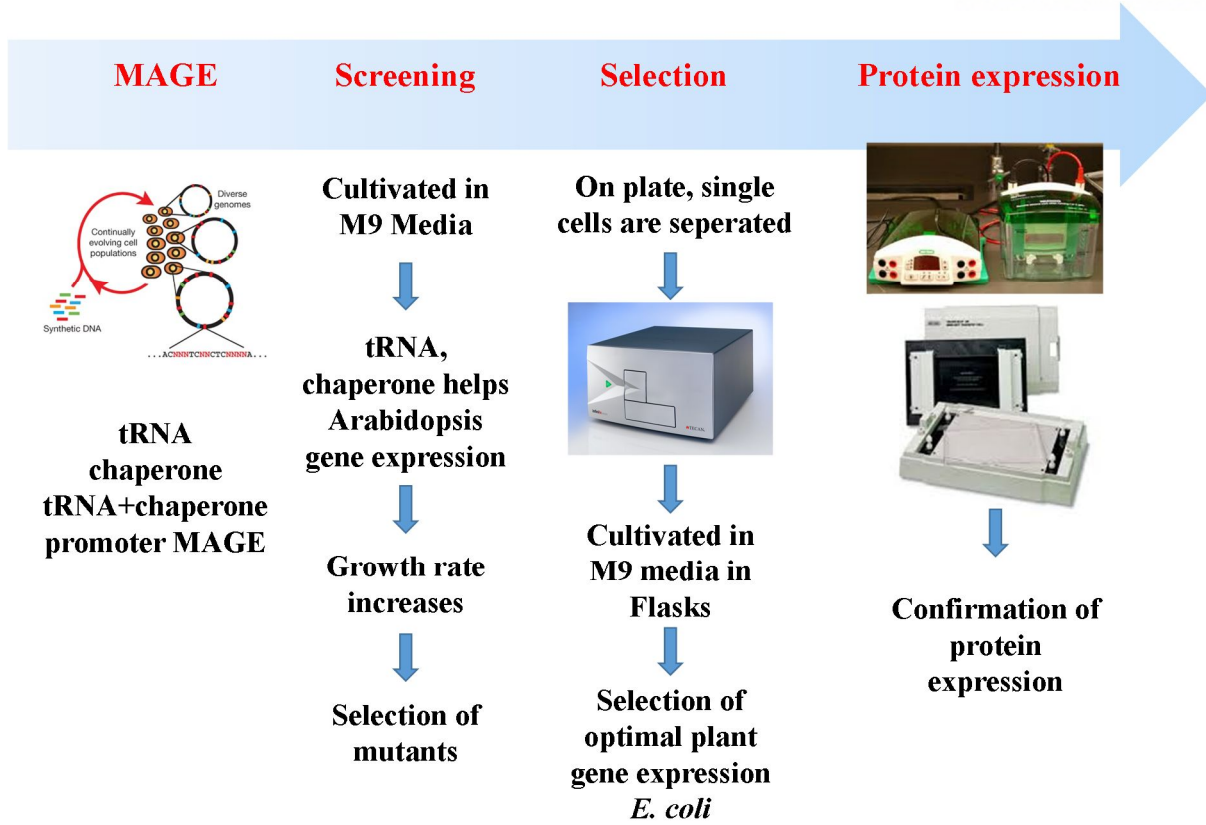 MAGE
Screening
Selection
Protein expression
Diverse
genomes
Continually
evolving cell
populations
Synthetic DNA
...ACNNNTCNNCTCNNNNA...
tRNA
chaperone
tRNA+chaperone
promoter MAGE
Cultivated in
M9 Media
tRNA,
chaperone helps
Arabidopsis
gene expression
Growth rate
increases
Selection of
mutants
On plate, single
cells are seperated
TECAN
Cultivated in
M9 media in
Flasks
Selection of
optimal plant
gene expression
E. coli
Confirmation of
protein
expression